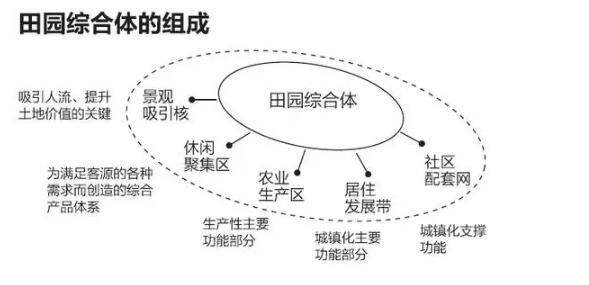 田园综合体的组成
田园综合体
吸引人流、提升
土地价值的关键
景观
吸引核
休闲
聚集区
农业
生产区
居住
发展带
社区
配套网
为满足客源的各种
需求而创造的综合
产品体系
生产性主要
功能部分
城镇化主要
功能部分
城镇化支撑
功能